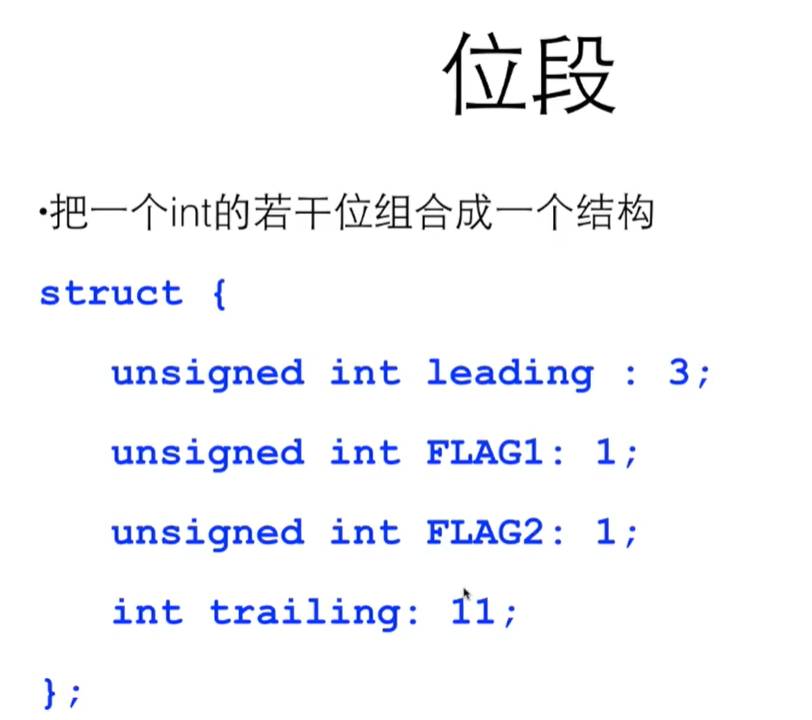 位段
•把一个int的若干位组合成一个结构
struct {
unsigned int leading : 3;
unsigned int FLAG1: 1;
unsigned int FLAG2: 1;
int trailing: 11;
};